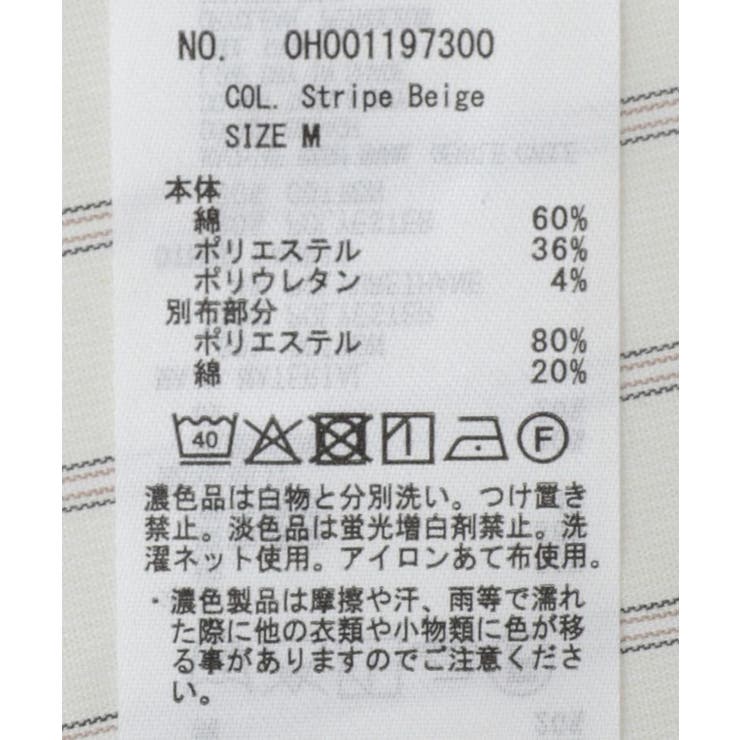 NO. 0H001197300
COL. Stripe Beige
SIZE M
本体
綿 60%
ポリエステル 36%
ポリウレタン 4%
別布部分
ポリエステル 80%
綿 20%
40 F
濃色品は白物と分別洗い。つけ置き
禁止。淡色品は蛍光増白剤禁止。洗
濯ネット使用。アイロンあて布使用。
・濃色製品は摩擦や汗、雨等で濡れ
た際に他の衣類や小物類に色が移
る事がありますのでご注意くださ
い。